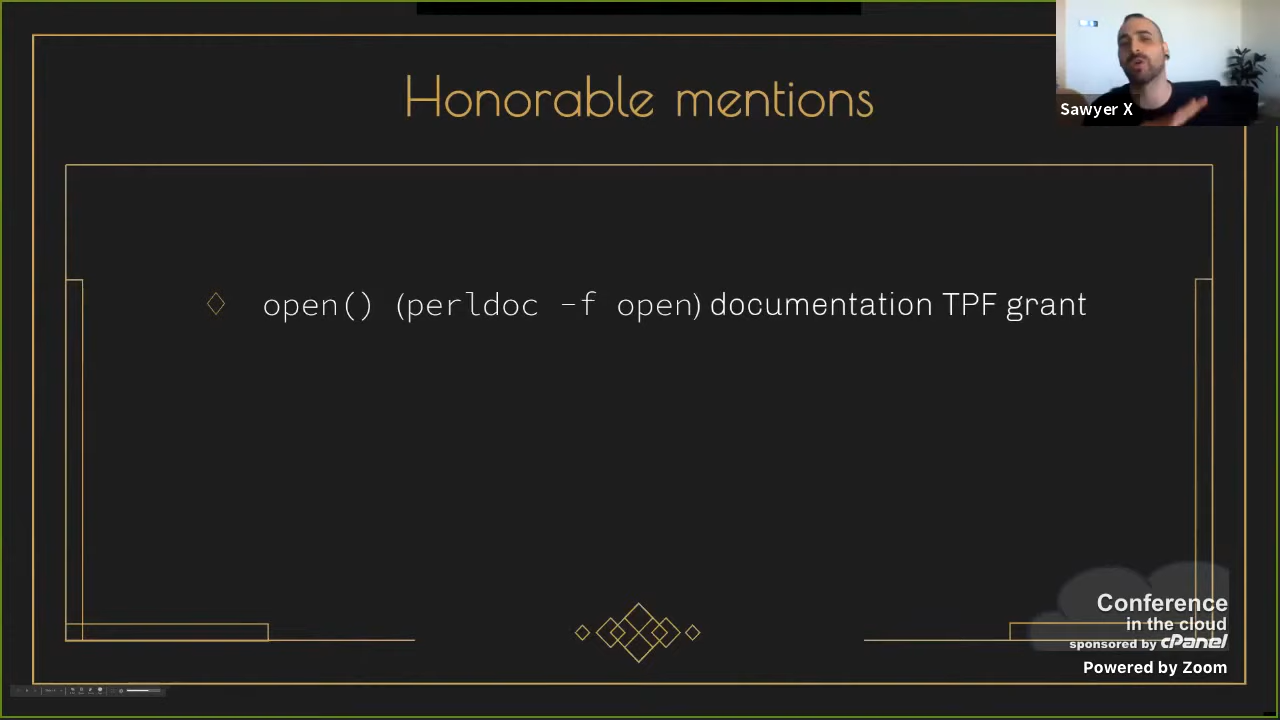 Honorable mentions
Sawyer X
open() (perldoc -f open) documentation TPF grant
Conference
in the cloud
sponsored by cPanel
Powered by Zoom